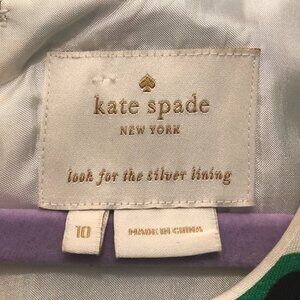 kate spade
NEW YORK
look for the silver lining
10
MADE IN CHINA